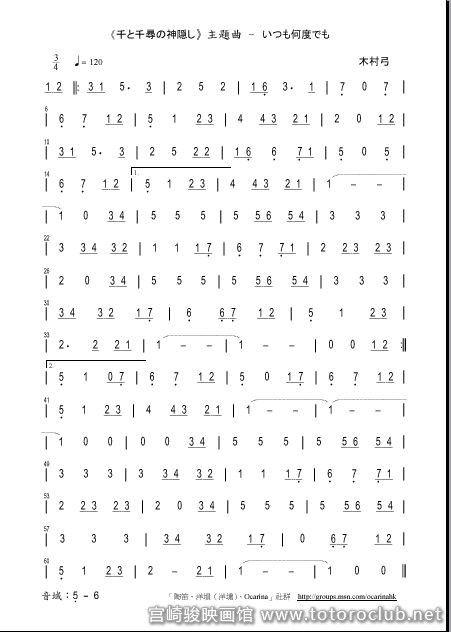 《千と千尋の神隠し》主題曲 - いつも何度でも
3/4 ♩= 120 木村弓
1 2 ‖: 3 1 5 · 3 | 2 5 2 2 | 1 6 3 · 1 | 7 0 7 |
6 | 6 7 1 2 | 5 1 2 3 | 4 4 3 2 1 | 2 0 1 2 |
10 | 3 1 5 · 3 | 2 5 2 2 | 1 6 6 7 1 | 5 0 5 |
14 | 6 7 1 2 | 1. 5 1 2 3 | 4 4 3 2 1 | 1 – – |
| 1 0 3 4 | 5 5 5 | 5 5 6 5 4 | 3 3 3 |
22 | 3 3 4 3 2 | 1 1 1 7 | 6 7 7 1 | 2 2 3 2 3 |
26 | 2 0 3 4 | 5 5 5 | 5 5 6 5 4 | 3 3 3 |
30 | 3 4 3 2 1 7 | 6 6 7 1 2 | 5 1 2 3 |
33 | 2 · 2 2 1 | 1 – – | 1 – – | 0 0 1 2 :‖
2. | 5 1 0 7 | 6 7 1 2 | 5 0 1 7 | 6 7 1 2 |
41 | 5 1 2 3 | 4 4 3 2 1 | 1 – – | 1 – – |
| 1 0 0 | 0 0 3 4 | 5 5 5 | 5 5 6 5 4 |
49 | 3 3 3 | 3 3 4 3 2 | 1 1 1 7 | 6 7 7 1 |
53 | 2 2 3 2 3 | 2 0 3 4 | 5 5 5 | 5 5 6 5 4 |
57 | 3 3 3 | 3 4 3 2 1 7 | 0 6 7 1 2 |
60 | 5 1 2 3 | 2 · 2 2 1 | 1 – – | 1 – – ‖
音域：5 - 6 「陶笛、洋塤（洋壎）、Ocarina」社群 http://groups.msn.com/ocarinahk
宫崎骏映画馆 www.totoroclub.net